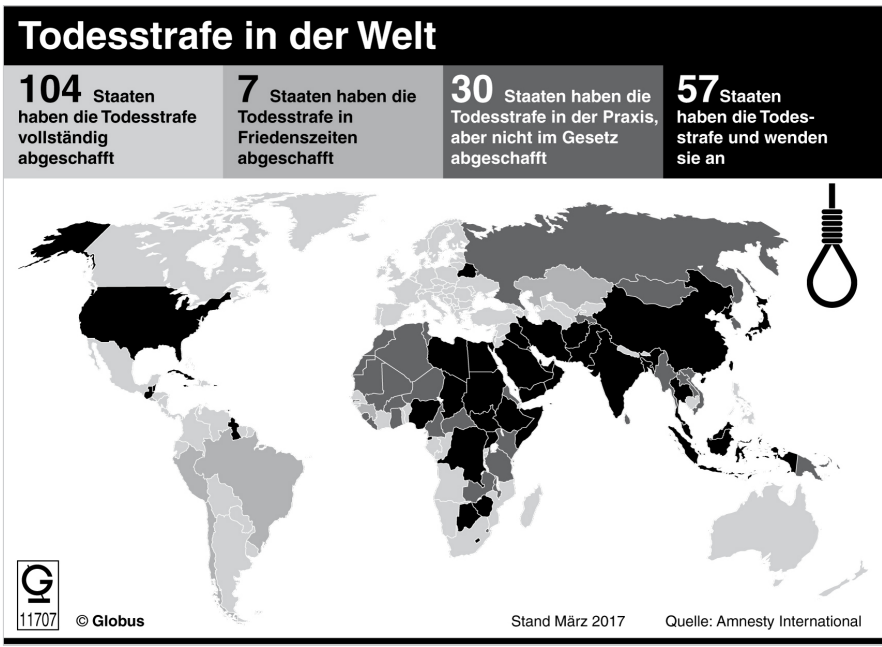 Todesstrafe in der Welt
104 Staaten
haben die Todesstrafe
vollständig
abgeschafft
7 Staaten haben die
Todesstrafe in
Friedenszeiten
abgeschafft
30 Staaten haben die
Todesstrafe in der Praxis,
aber nicht im Gesetz
abgeschafft
57 Staaten
haben die Todes-
strafe und wenden
sie an
G
11707
© Globus
Stand März 2017
Quelle: Amnesty International